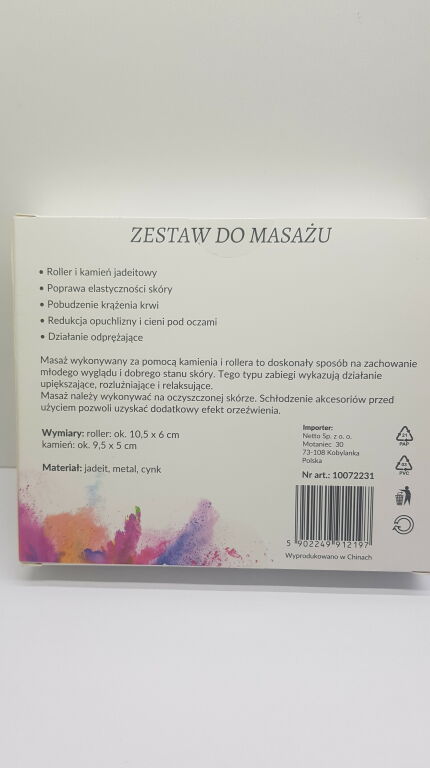 ZESTAW DO MASAŻU
• Roller i kamień jadeitowy
• Poprawa elastyczności skóry
• Pobudzenie krążenia krwi
• Redukcja opuchlizny i cieni pod oczami
• Działanie odprężające
Masaż wykonywany za pomocą kamienia i rollera to doskonały sposób na zachowanie
młodego wyglądu i dobrego stanu skóry. Tego typu zabiegi wykazują działanie
upiększające, rozluźniające i relaksujące.
Masaż należy wykonywać na oczyszczonej skórze. Schłodzenie akcesoriów przed
użyciem pozwoli uzyskać dodatkowy efekt orzeźwienia.
Wymiary: roller: ok. 10,5 x 6 cm
kamień: ok. 9,5 x 5 cm
Materiał: jadeit, metal, cynk
Importer:
Netto Sp. z o. o.
Motaniec 30
73-108 Kobylanka
Polska
Nr art.: 10072231
5 902249 912197
Wyprodukowano w Chinach
21
PAP
03
PVC